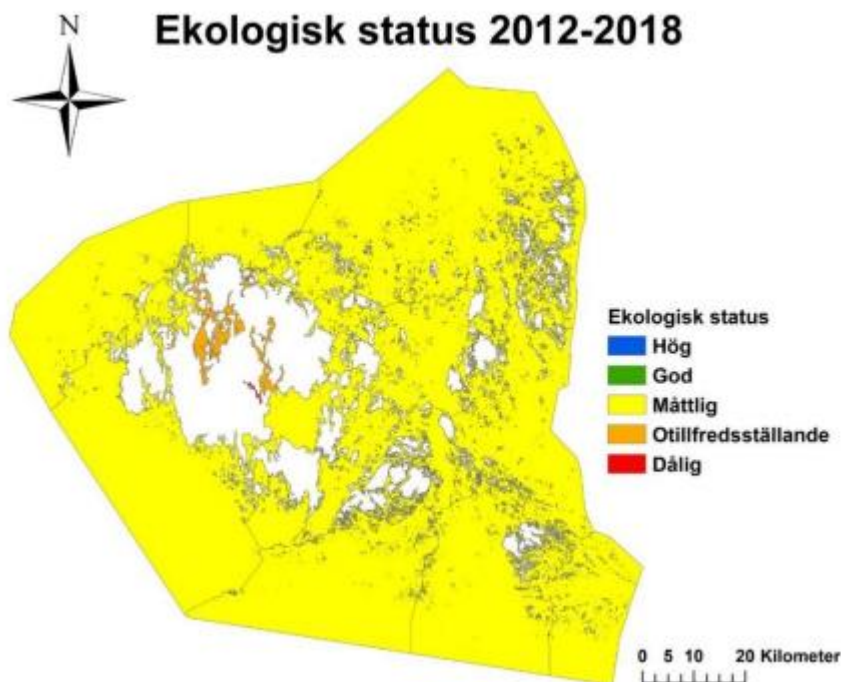 Ekologisk status 2012-2018
N
Ekologisk status
Hög
God
Måttlig
Otillfredsställande
Dålig
0 5 10 20 Kilometer